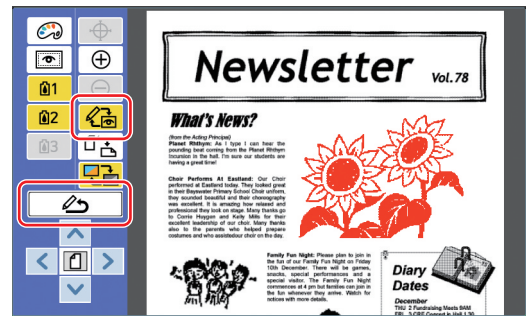 1
2
3
Newsletter Vol. 78
What's News?
(from the Acting Principal)
Planet Rhthym: As I type I can hear the
pounding beat coming from the Planet Rhthym
Incursion in the hall. I'm sure our students are
having a great time!
Choir Performs At Eastland: Our Choir
performed at Eastland today. They looked great
in their Bayswater Primary School Choir uniform,
they sounded beautiful and their choreography
was excellent. It is amazing how relaxed and
professional they look on stage. Many thanks go
to Corrie Heygen and Kelly Mills for their
excellent leadership of our choir. Many thanks
also to the parents who helped prepare
costumes and who assisted our choir on the day.
Family Fun Night: Please plan to join in
the fun of our Family Fun Night on Friday
10th December. There will be games,
snacks, special performances and a
special visitor. The Family Fun Night
commences at 4 pm but families can join in
the fun whenever they arrive. Watch for
notices with more details.
Diary
Dates
December
THU 2 Fundraising Meets 9AM